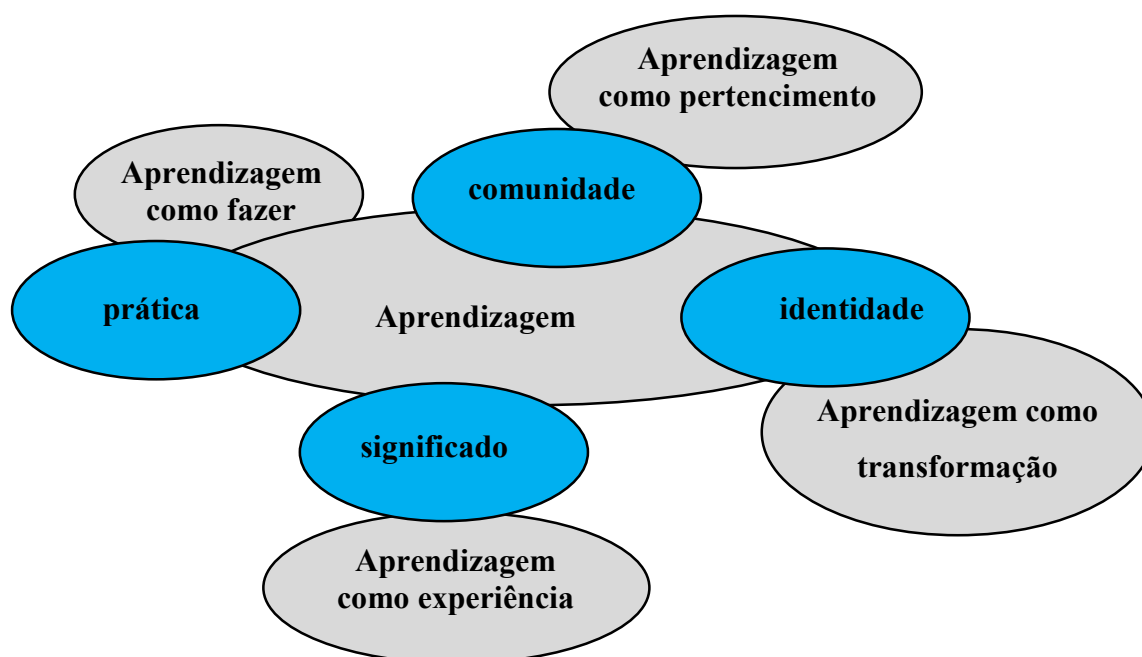 Aprendizagem
como pertencimento
Aprendizagem
como fazer
comunidade
prática
Aprendizagem
identidade
significado
Aprendizagem como
transformação
Aprendizagem
como experiência